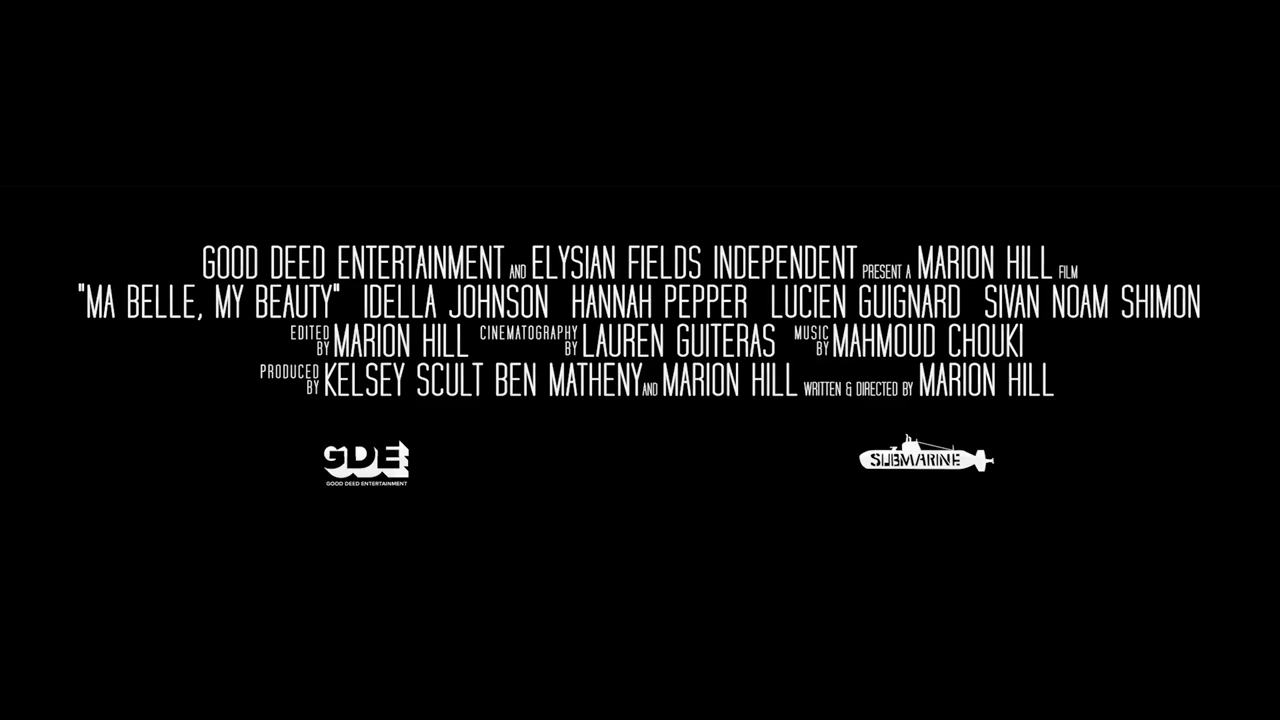 GOOD DEED ENTERTAINMENT AND ELYSIAN FIELDS INDEPENDENT PRESENT A MARION HILL FILM
"MA BELLE, MY BEAUTY" IDELLA JOHNSON HANNAH PEPPER LUCIEN GUIGNARD SIVAN NOAM SHIMON
EDITED BY MARION HILL CINEMATOGRAPHY BY LAUREN GUITERAS MUSIC BY MAHMOUD CHOUKI
PRODUCED BY KELSEY SCULT BEN MATHENY AND MARION HILL WRITTEN & DIRECTED BY MARION HILL
GDE SUBMARINE
GOOD DEED ENTERTAINMENT